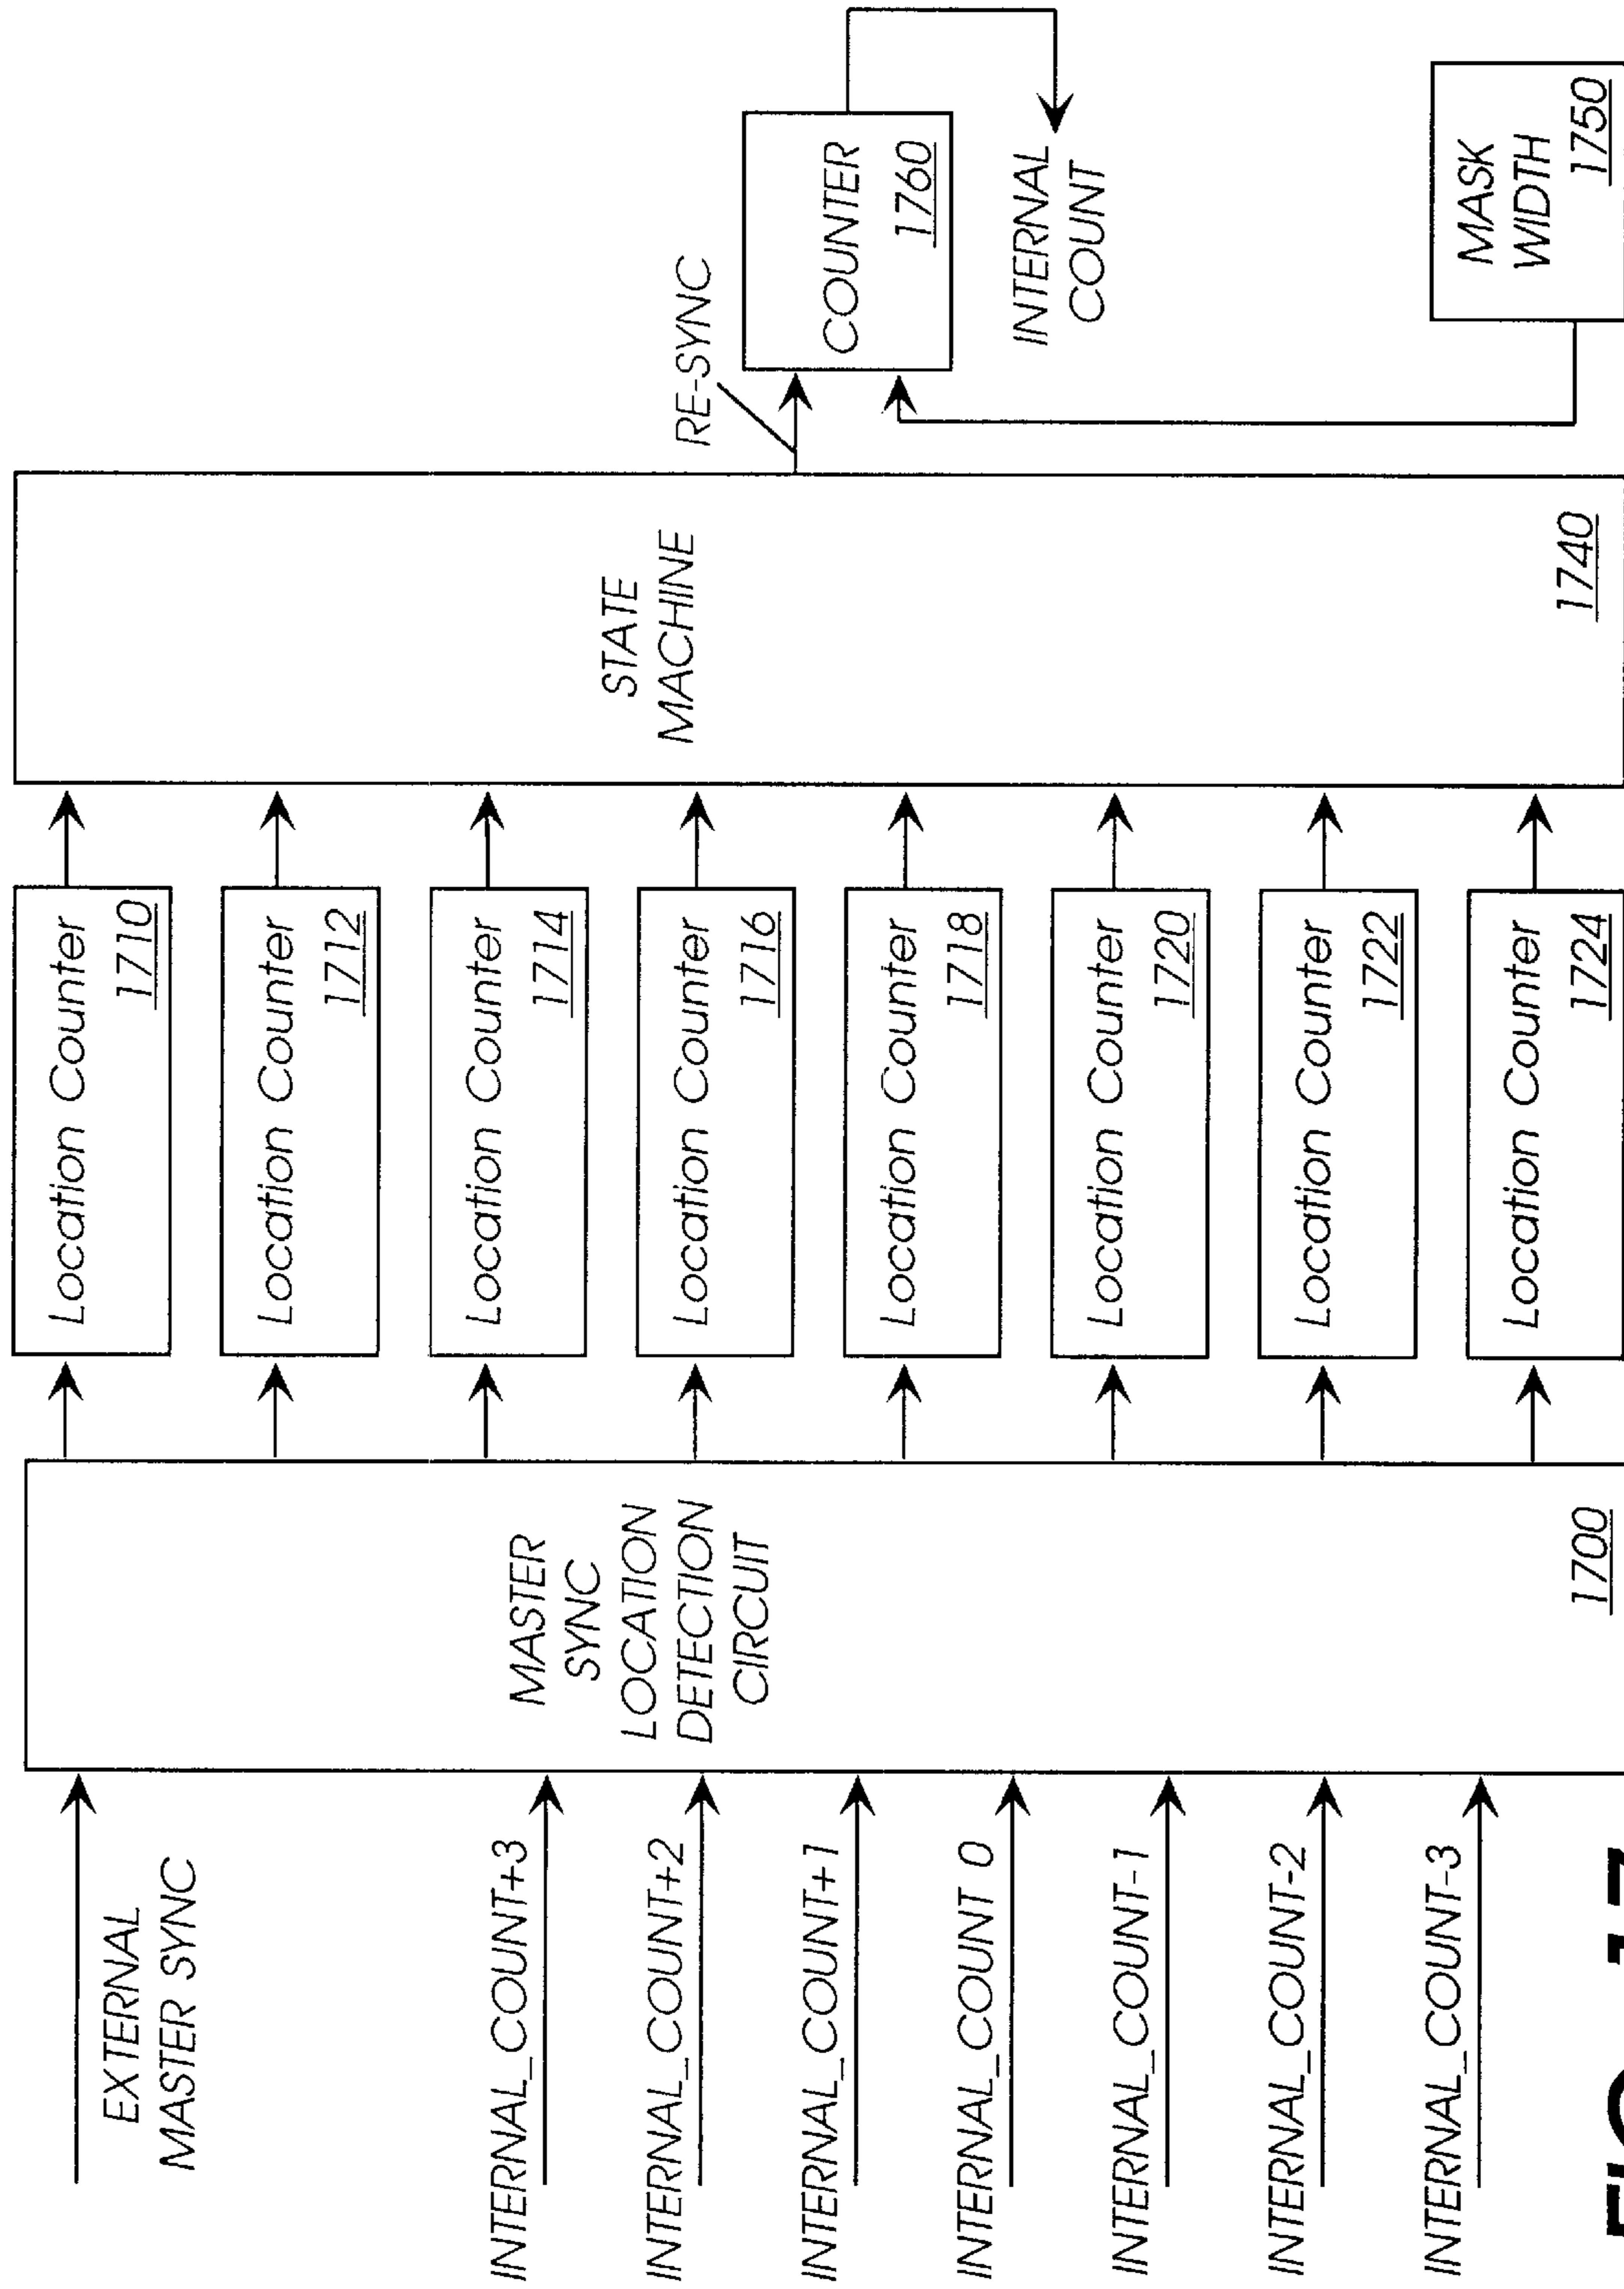 EXTERNAL
MASTER SYNC
INTERNAL_COUNT+3
INTERNAL_COUNT+2
INTERNAL_COUNT+1
INTERNAL_COUNT 0
INTERNAL_COUNT-1
INTERNAL_COUNT-2
INTERNAL_COUNT-3
MASTER
SYNC
LOCATION
DETECTION
CIRCUIT
1700
Location Counter
1710
Location Counter
1712
Location Counter
1714
Location Counter
1716
Location Counter
1718
Location Counter
1720
Location Counter
1722
Location Counter
1724
STATE
MACHINE
1740
RE-SYNC
COUNTER
1760
INTERNAL
COUNT
MASK
WIDTH
1750